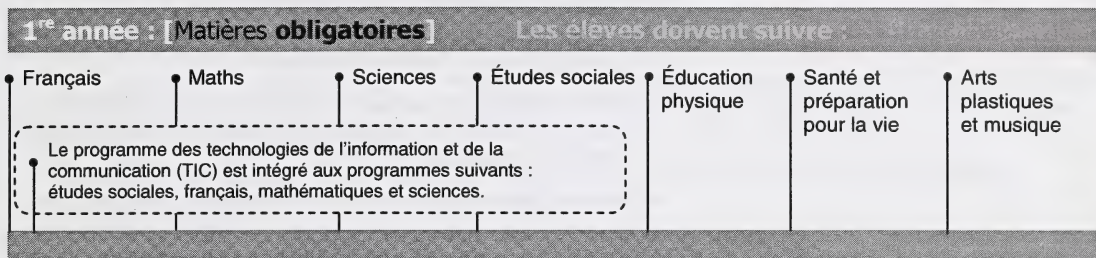 1re année : [Matières obligatoires] Les élèves doivent suivre :
Français
Maths
Sciences
Études sociales
Éducation
physique
Santé et
préparation
pour la vie
Arts
plastiques
et musique
Le programme des technologies de l'information et de la
communication (TIC) est intégré aux programmes suivants :
études sociales, français, mathématiques et sciences.